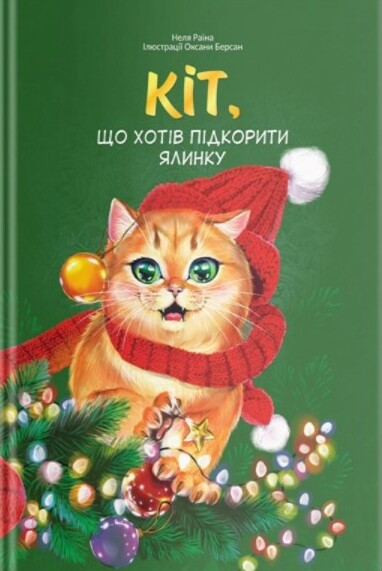 Неля Раїна
Ілюстрації Оксани Берсан
КІТ,
ЩО ХОТІВ ПІДКОРИТИ
ЯЛИНКУ